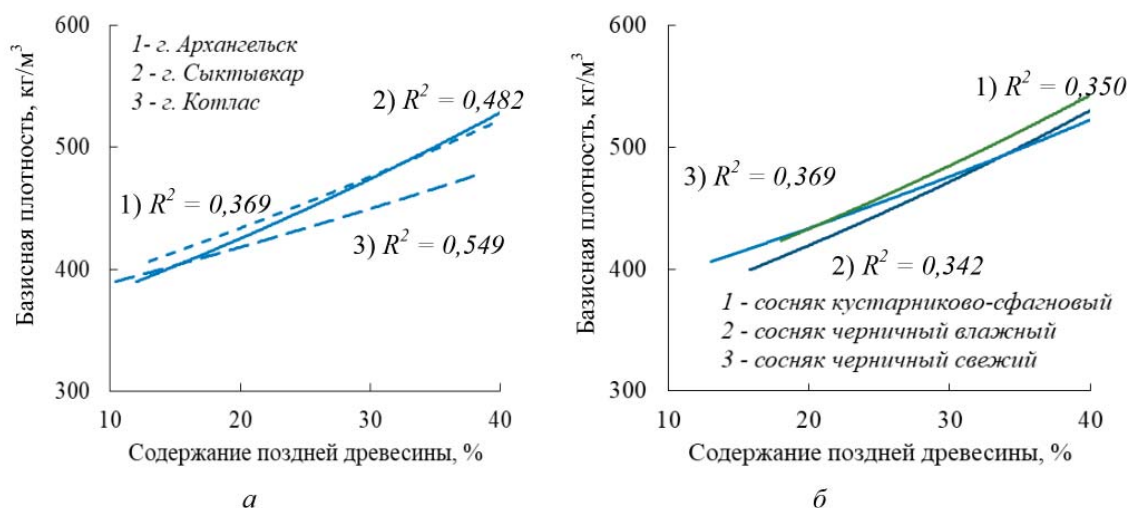 600
500
400
300
Базисная плотность, кг/м³
1- г. Архангельск
2 - г. Сыктывкар
3 - г. Котлас
2) R² = 0,482
1) R² = 0,369
3) R² = 0,549
10 20 30 40
Содержание поздней древесины, %
а
600
500
400
300
Базисная плотность, кг/м³
1) R² = 0,350
3) R² = 0,369
2) R² = 0,342
1 - сосняк кустарниково-сфагновый
2 - сосняк черничный влажный
3 - сосняк черничный свежий
10 20 30 40
Содержание поздней древесины, %
б